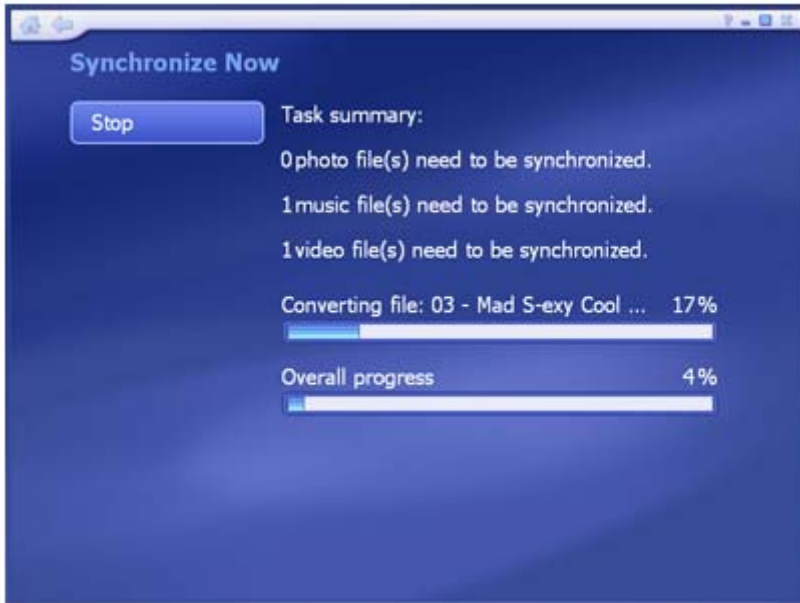 Synchronize Now
Stop
Task summary:
0 photo file(s) need to be synchronized.
1 music file(s) need to be synchronized.
1 video file(s) need to be synchronized.
Converting file: 03 - Mad S-exy Cool ... 17%
Overall progress 4%